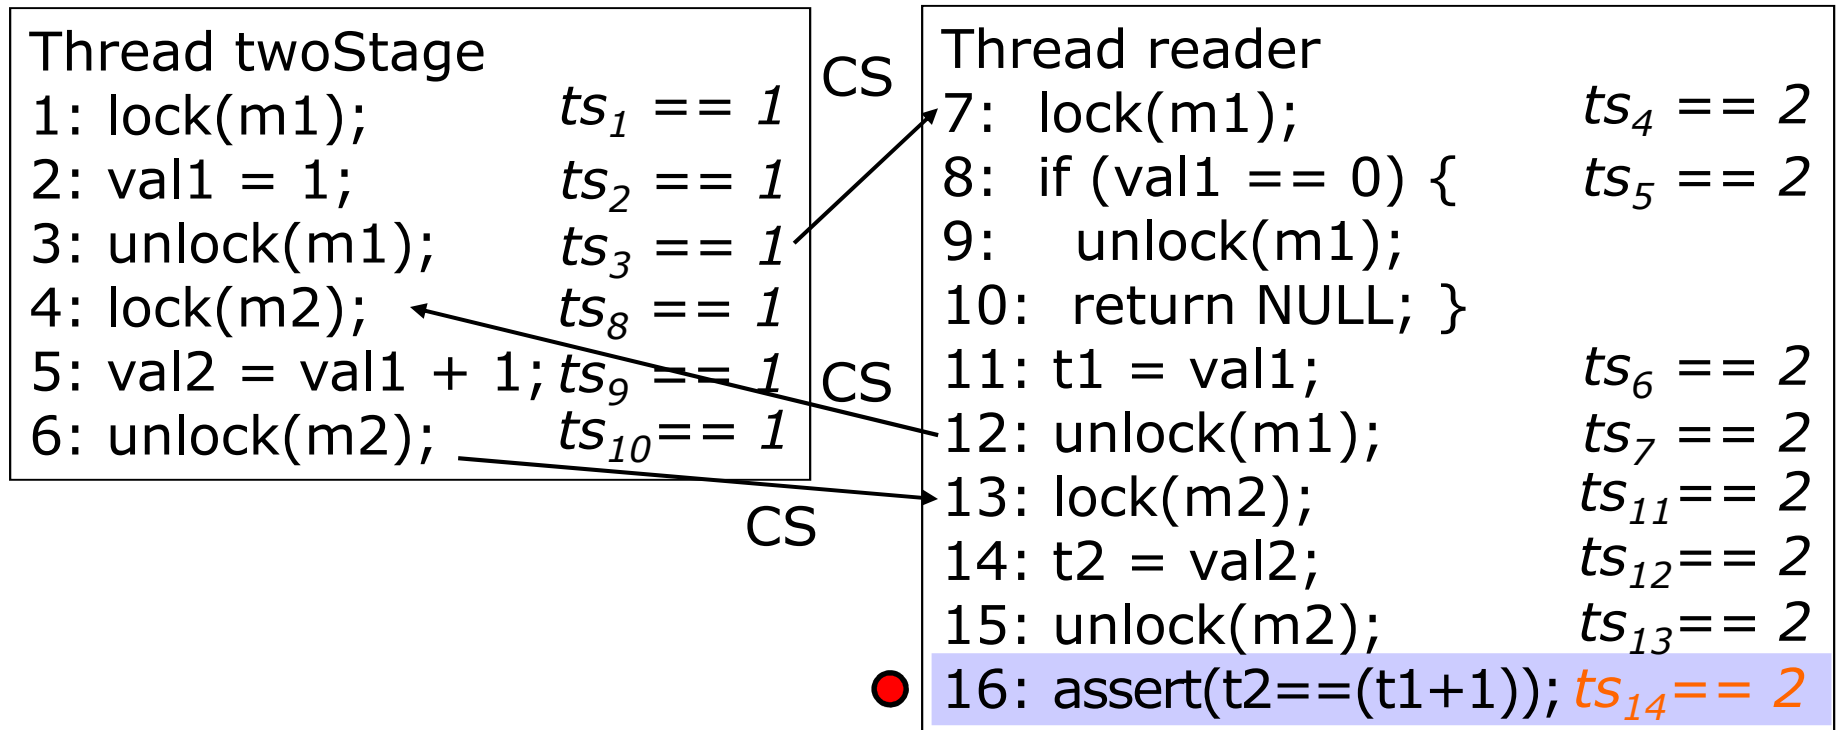 Thread twoStage
1: lock(m1); ts1 == 1
2: val1 = 1; ts2 == 1
3: unlock(m1); ts3 == 1
4: lock(m2); ts8 == 1
5: val2 = val1 + 1; ts9 == 1
6: unlock(m2); ts10== 1
CS
CS
CS
Thread reader
7: lock(m1); ts4 == 2
8: if (val1 == 0) { ts5 == 2
9: unlock(m1);
10: return NULL; }
11: t1 = val1; ts6 == 2
12: unlock(m1); ts7 == 2
13: lock(m2); ts11== 2
14: t2 = val2; ts12== 2
15: unlock(m2); ts13== 2
16: assert(t2==(t1+1)); ts14== 2